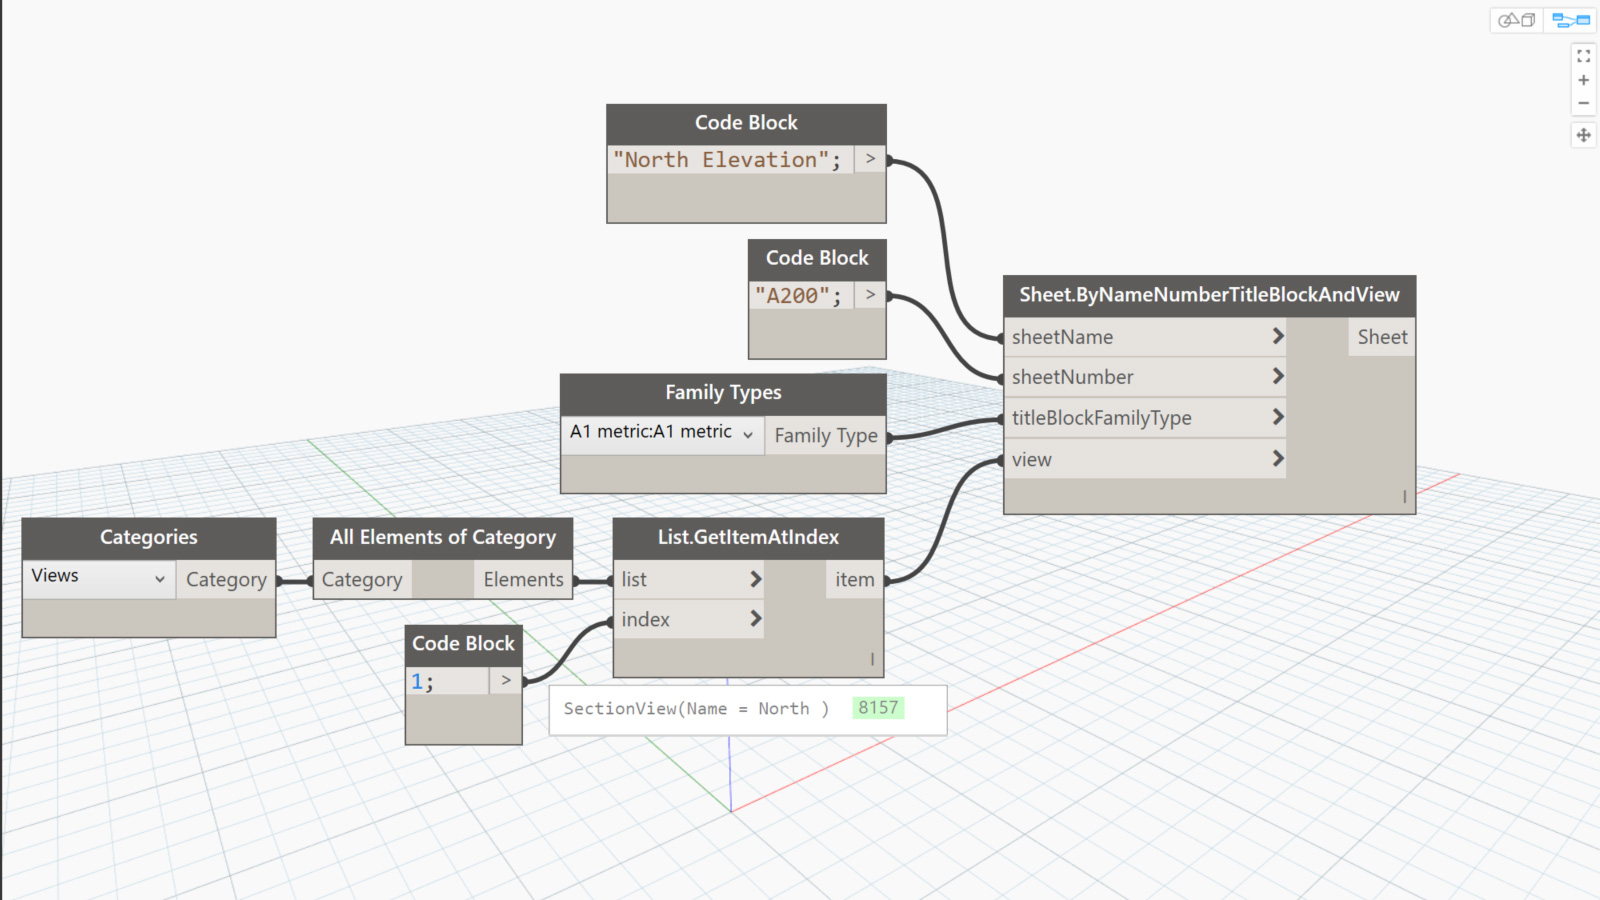 Code Block
"North Elevation"; >
Code Block
"A200"; >
Sheet.ByNameNumberTitleBlockAndView
sheetName
Sheet
sheetNumber
titleBlockFamilyType
view
Family Types
A1 metric:A1 metric
Family Type
Categories
Views
Category
All Elements of Category
Category
Elements
List.GetItemAtIndex
list
item
index
Code Block
1; >
SectionView(Name = North ) 8157